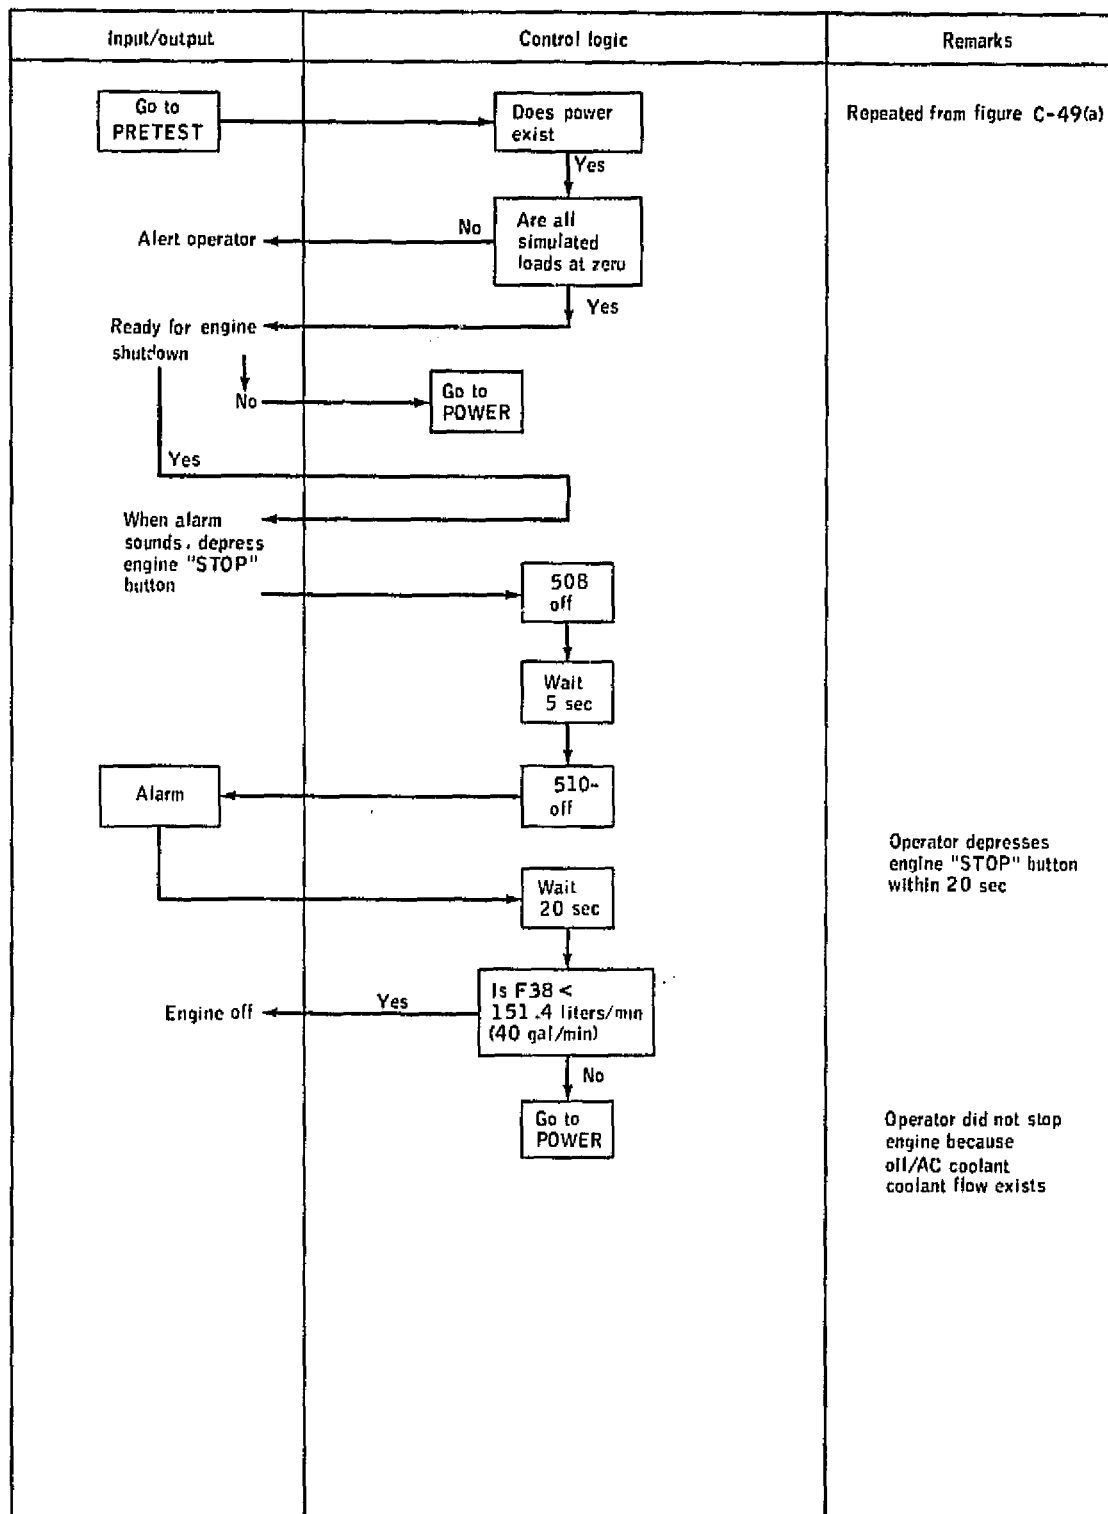 Input/output
Control logic
Remarks
Go to
PRETEST
Does power
exist
Repeated from figure C-49(a)
Yes
Are all
simulated
loads at zero
No
Alert operator
Yes
Ready for engine
shutdown
No
Go to
POWER
Yes
When alarm
sounds, depress
engine "STOP"
button
508
off
Wait
5 sec
510-
off
Alarm
Operator depresses
engine "STOP" button
within 20 sec
Wait
20 sec
Is F38 <
151.4 liters/min
(40 gal/min)
Yes
Engine off
No
Go to
POWER
Operator did not stop
engine because
oil/AC coolant
coolant flow exists